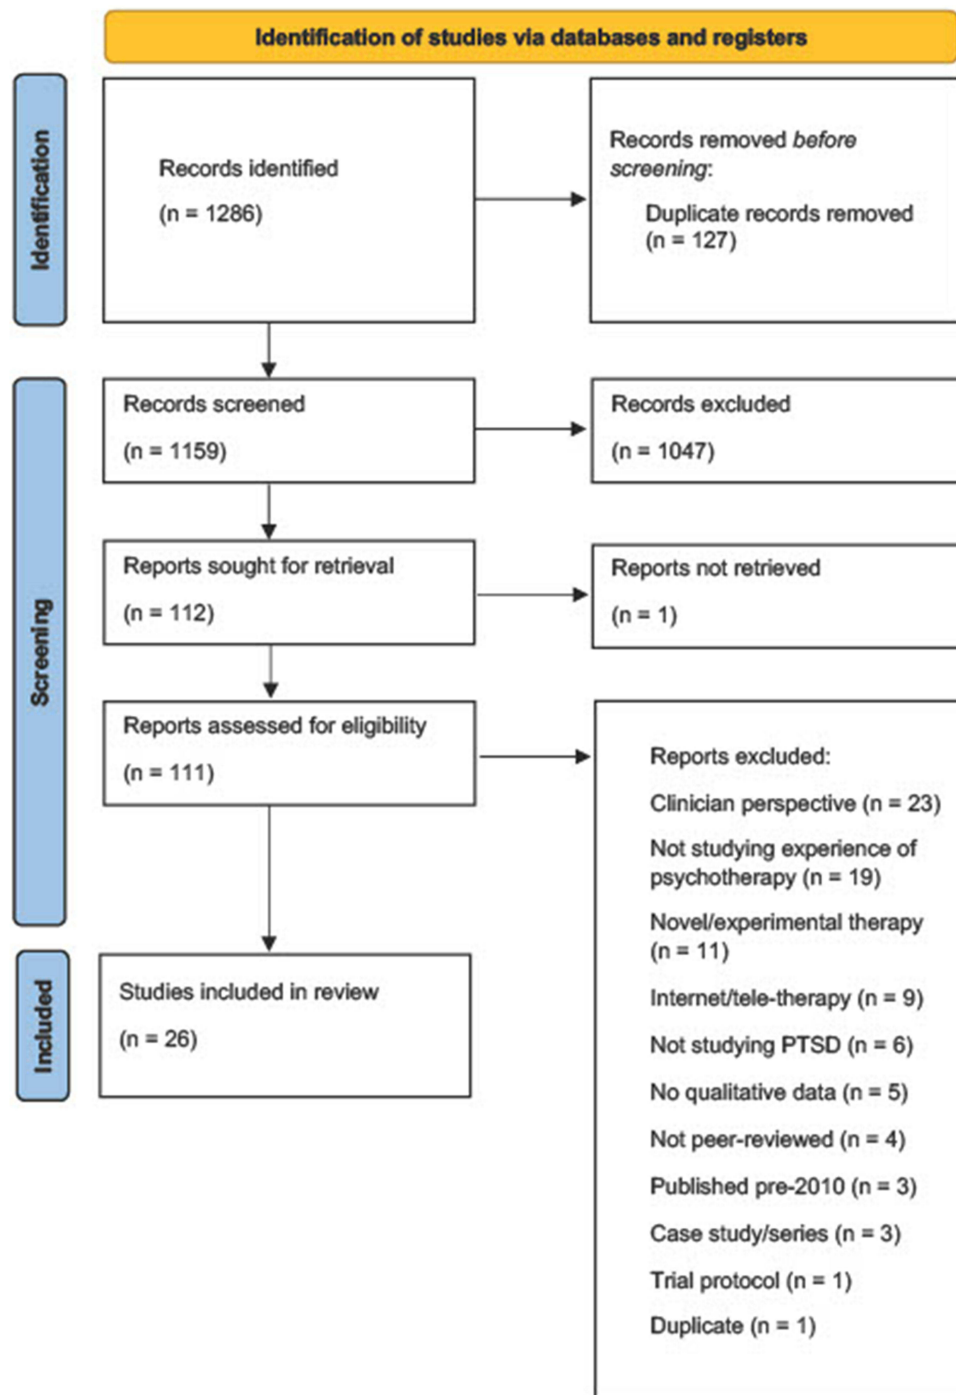 Identification of studies via databases and registers
Identification
Records identified
(n = 1286)
Records removed before
screening:
Duplicate records removed
(n = 127)
Screening
Records screened
(n = 1159)
Records excluded
(n = 1047)
Reports sought for retrieval
(n = 112)
Reports not retrieved
(n = 1)
Reports assessed for eligibility
(n = 111)
Reports excluded:
Clinician perspective (n = 23)
Not studying experience of
psychotherapy (n = 19)
Novel/experimental therapy
(n = 11)
Internet/tele-therapy (n = 9)
Not studying PTSD (n = 6)
No qualitative data (n = 5)
Not peer-reviewed (n = 4)
Published pre-2010 (n = 3)
Case study/series (n = 3)
Trial protocol (n = 1)
Duplicate (n = 1)
Included
Studies included in review
(n = 26)